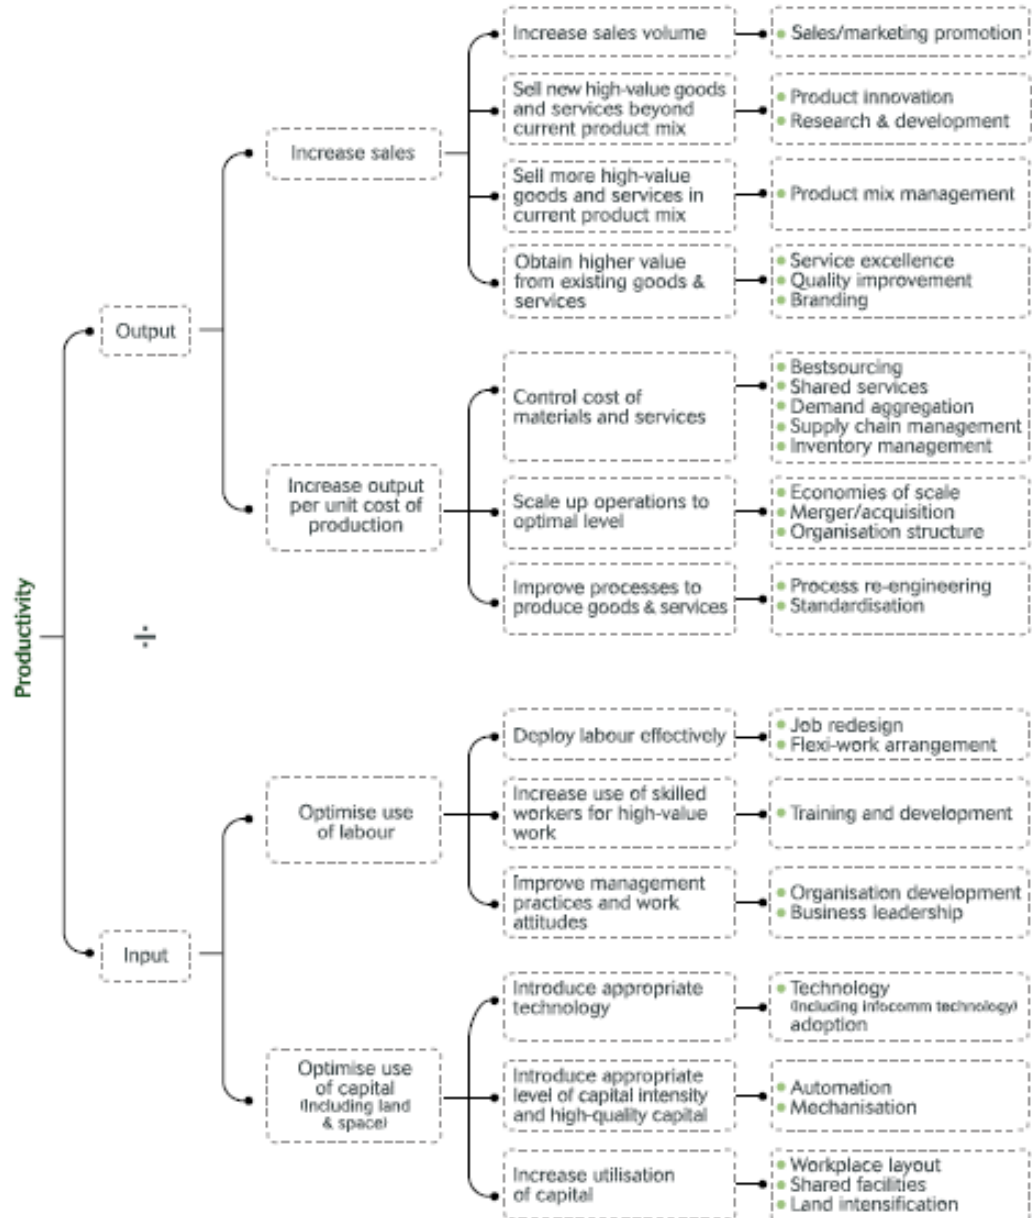 Productivity
÷
Output
Increase sales
Increase sales volume
• Sales/marketing promotion
Sell new high-value goods
and services beyond
current product mix
• Product innovation
• Research & development
Sell more high-value
goods and services in
current product mix
• Product mix management
Obtain higher value
from existing goods &
services
• Service excellence
• Quality improvement
• Branding
Increase output
per unit cost of
production
Control cost of
materials and services
• Bestsourcing
• Shared services
• Demand aggregation
• Supply chain management
• Inventory management
Scale up operations to
optimal level
• Economies of scale
• Merger/acquisition
• Organisation structure
Improve processes to
produce goods & services
• Process re-engineering
• Standardisation
Input
Optimise use
of labour
Deploy labour effectively
• Job redesign
• Flexi-work arrangement
Increase use of skilled
workers for high-value
work
• Training and development
Improve management
practices and work
attitudes
• Organisation development
• Business leadership
Optimise use
of capital
(Including land
& space)
Introduce appropriate
technology
• Technology
(Including infocomm technology)
adoption
Introduce appropriate
level of capital intensity
and high-quality capital
• Automation
• Mechanisation
Increase utilisation
of capital
• Workplace layout
• Shared facilities
• Land intensification